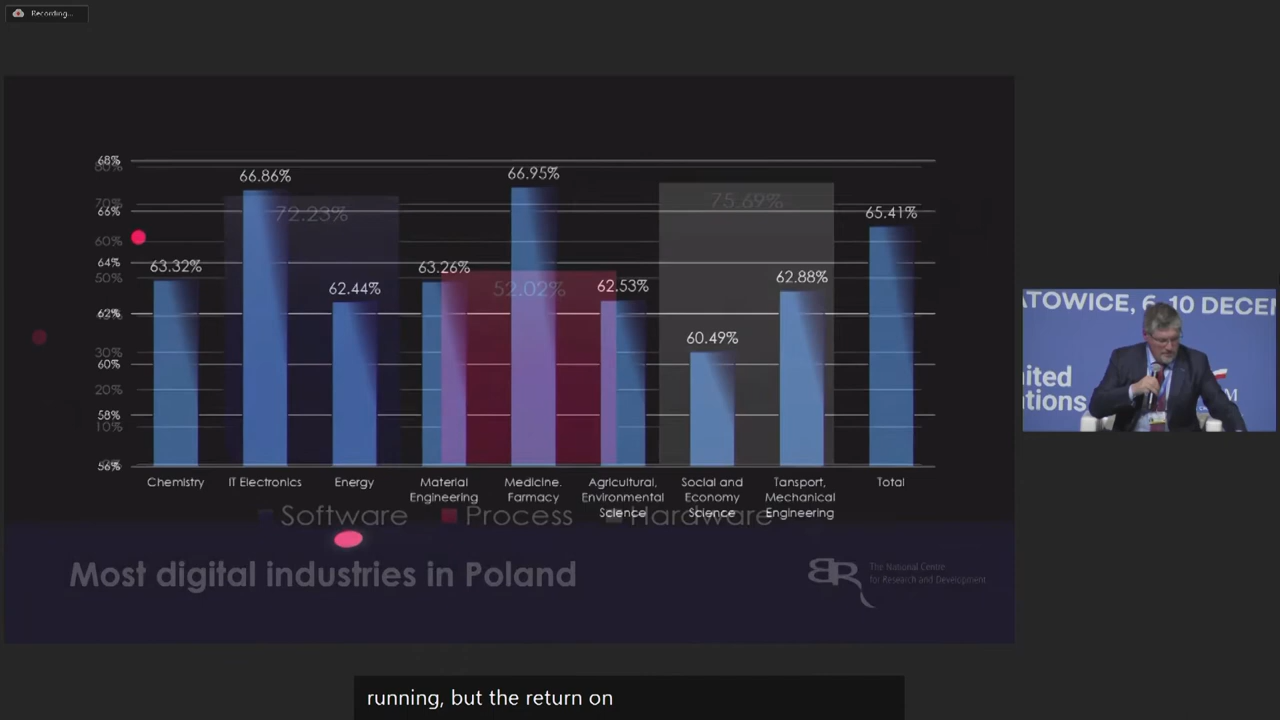 Recording...
68%
80%
70%
66%
60%
64%
50%
62%
30%
60%
20%
58%
10%
56%
63.32%
66.86%
72.23%
62.44%
63.26%
66.95%
52.02%
62.53%
60.49%
75.69%
62.88%
65.41%
Chemistry
IT Electronics
Energy
Material
Engineering
Medicine.
Farmacy
Agricultural,
Environmental
Science
Social and
Economy
Science
Tansport,
Mechanical
Engineering
Total
Software
Process
Hardware
Most digital industries in Poland
BR
The National Centre
for Research and Development
ATOWICE, 6-10 DECE
nited
tions
running, but the return on